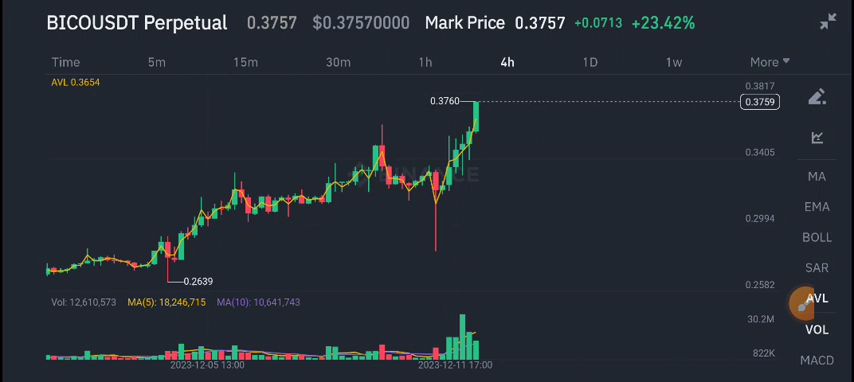 BICOUSDT Perpetual 0.3757 $0.37570000 Mark Price 0.3757 +0.0713 +23.42%
Time 5m 15m 30m 1h 4h 1D 1w More
AVL 0.3654
0.3817
0.3760
0.3759
0.3405
BINANCE
MA
EMA
0.2994
BOLL
SAR
0.2639
0.2582
Vol: 12,610,573 MA(5): 18,246,715 MA(10): 10,641,743
AVL
30.2M
VOL
822K
MACD
2023-12-05 13:00 2023-12-11 17:00